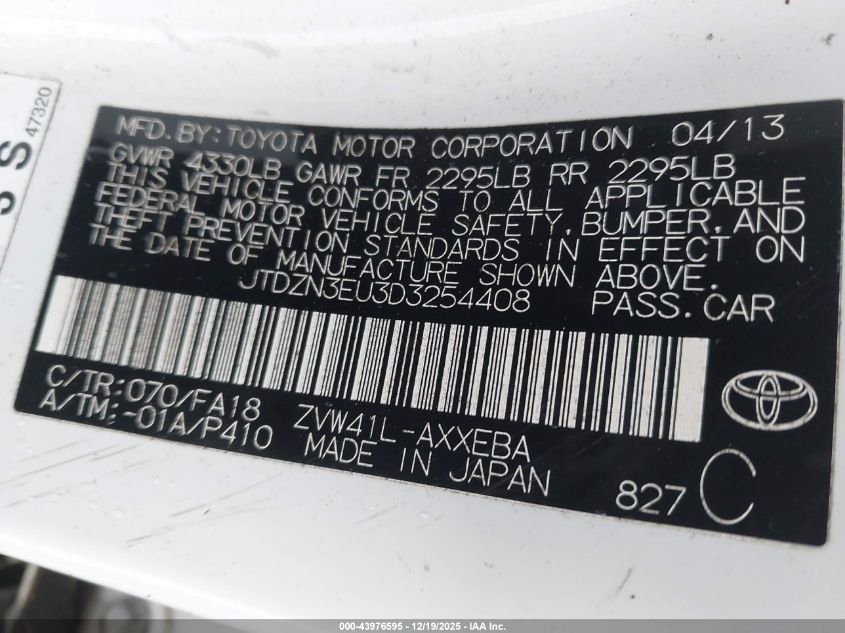 S S 47320
MFD.BY:TOYOTA MOTOR CORPORATION 04/13
GVWR 4330LB GAWR FR 2295LB RR 2295LB
THIS VEHICLE CONFORMS TO ALL APPLICABLE
FEDERAL MOTOR VEHICLE SAFETY,BUMPER,AND
THEFT PREVENTION STANDARDS IN EFFECT ON
THE DATE OF MANUFACTURE SHOWN ABOVE.
JTDZN3EU3D3254408 PASS.CAR
C/TR:070/FA18 ZVW41L-AXXEBA
A/TM:-01A/P410 MADE IN JAPAN
827 C
000-43976595 - 12/19/2025 - IAA Inc.